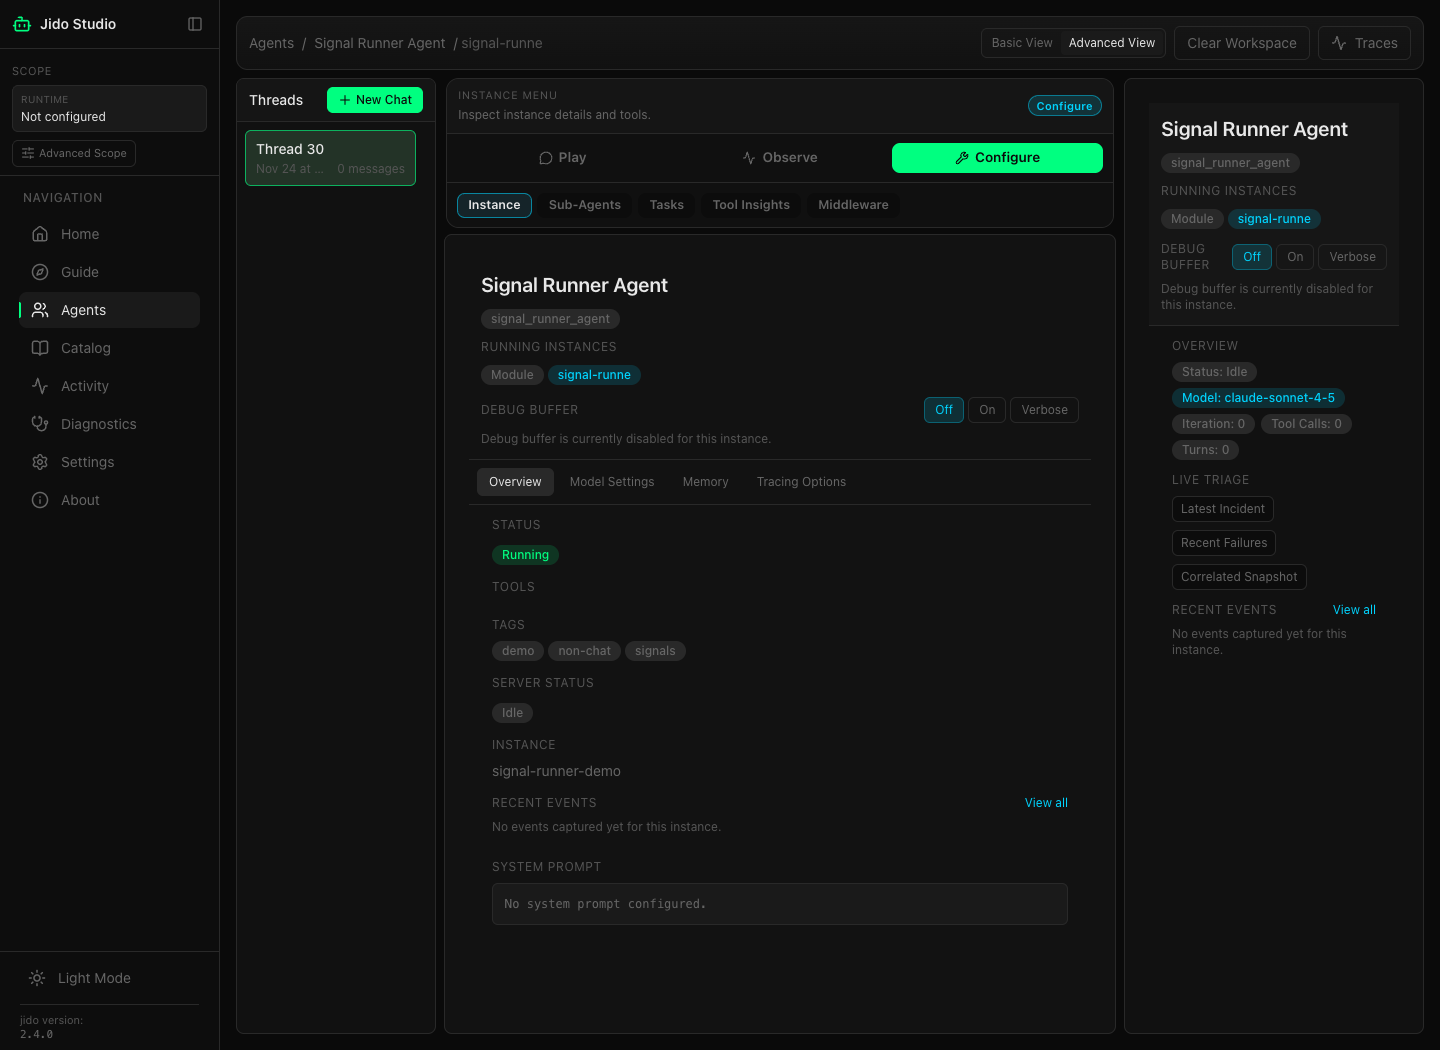 Jido Studio
SCOPE
RUNTIME
Not configured
Advanced Scope
NAVIGATION
Home
Guide
Agents
Catalog
Activity
Diagnostics
Settings
About
Light Mode
jido version:
2.4.0
Agents / Signal Runner Agent / signal-runne
Basic View Advanced View
Clear Workspace
Traces
Threads
New Chat
Thread 30
Nov 24 at ... 0 messages
INSTANCE MENU
Inspect instance details and tools.
Configure
Play Observe Configure
Instance Sub-Agents Tasks Tool Insights Middleware
Signal Runner Agent
signal_runner_agent
RUNNING INSTANCES
Module signal-runne
DEBUG BUFFER Off On Verbose
Debug buffer is currently disabled for this instance.
Overview Model Settings Memory Tracing Options
STATUS
Running
TOOLS
TAGS
demo non-chat signals
SERVER STATUS
Idle
INSTANCE
signal-runner-demo
RECENT EVENTS View all
No events captured yet for this instance.
SYSTEM PROMPT
No system prompt configured.
Signal Runner Agent
signal_runner_agent
RUNNING INSTANCES
Module signal-runne
DEBUG
BUFFER
Off On Verbose
Debug buffer is currently disabled for
this instance.
OVERVIEW
Status: Idle
Model: claude-sonnet-4-5
Iteration: 0 Tool Calls: 0
Turns: 0
LIVE TRIAGE
Latest Incident
Recent Failures
Correlated Snapshot
RECENT EVENTS View all
No events captured yet for this
instance.